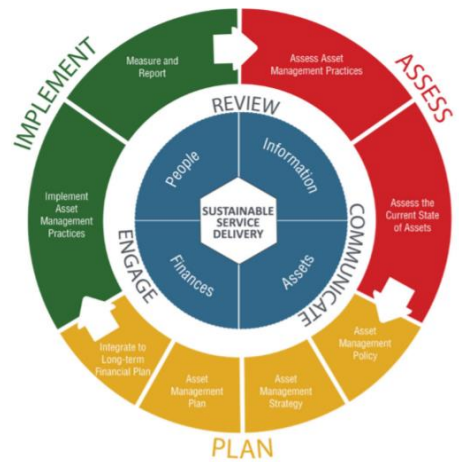 IMPLEMENT
ASSESS
PLAN
Measure and
Report
Assess Asset
Management Practices
Implement
Asset
Management
Practices
Assess the
Current State
of Assets
Integrate to
Long-term
Financial Plan
Asset
Management
Plan
Asset
Management
Strategy
Asset
Management
Policy
REVIEW
ENGAGE
COMMUNICATE
People
Information
Finances
Assets
SUSTAINABLE
SERVICE
DELIVERY